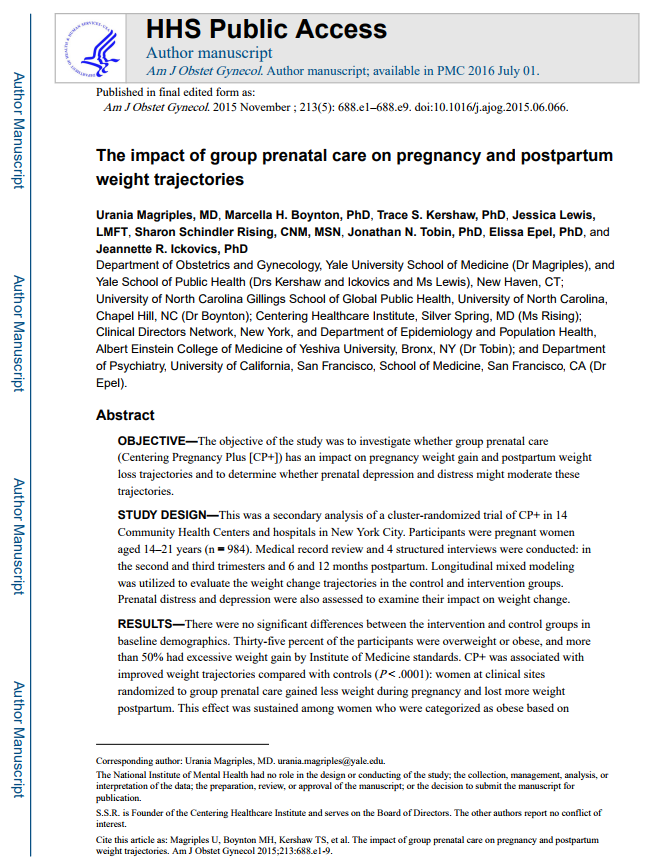 HHS Public Access
Author manuscript
Am J Obstet Gynecol. Author manuscript; available in PMC 2016 July 01.
Published in final edited form as:
Am J Obstet Gynecol. 2015 November ; 213(5): 688.e1–688.e9. doi:10.1016/j.ajog.2015.06.066.
The impact of group prenatal care on pregnancy and postpartum
weight trajectories
Urania Magriples, MD, Marcella H. Boynton, PhD, Trace S. Kershaw, PhD, Jessica Lewis,
LMFT, Sharon Schindler Rising, CNM, MSN, Jonathan N. Tobin, PhD, Elissa Epel, PhD, and
Jeannette R. Ickovics, PhD
Department of Obstetrics and Gynecology, Yale University School of Medicine (Dr Magriples), and
Yale School of Public Health (Drs Kershaw and Ickovics and Ms Lewis), New Haven, CT;
University of North Carolina Gillings School of Global Public Health, University of North Carolina,
Chapel Hill, NC (Dr Boynton); Centering Healthcare Institute, Silver Spring, MD (Ms Rising);
Clinical Directors Network, New York, and Department of Epidemiology and Population Health,
Albert Einstein College of Medicine of Yeshiva University, Bronx, NY (Dr Tobin); and Department
of Psychiatry, University of California, San Francisco, School of Medicine, San Francisco, CA (Dr
Epel).
Abstract
OBJECTIVE—The objective of the study was to investigate whether group prenatal care
(Centering Pregnancy Plus [CP+]) has an impact on pregnancy weight gain and postpartum weight
loss trajectories and to determine whether prenatal depression and distress might moderate these
trajectories.
STUDY DESIGN—This was a secondary analysis of a cluster-randomized trial of CP+ in 14
Community Health Centers and hospitals in New York City. Participants were pregnant women
aged 14–21 years (n = 984). Medical record review and 4 structured interviews were conducted: in
the second and third trimesters and 6 and 12 months postpartum. Longitudinal mixed modeling
was utilized to evaluate the weight change trajectories in the control and intervention groups.
Prenatal distress and depression were also assessed to examine their impact on weight change.
RESULTS—There were no significant differences between the intervention and control groups in
baseline demographics. Thirty-five percent of the participants were overweight or obese, and more
than 50% had excessive weight gain by Institute of Medicine standards. CP+ was associated with
improved weight trajectories compared with controls (P < .0001): women at clinical sites
randomized to group prenatal care gained less weight during pregnancy and lost more weight
postpartum. This effect was sustained among women who were categorized as obese based on
Corresponding author: Urania Magriples, MD. urania.magriples@yale.edu.
The National Institute of Mental Health had no role in the design or conducting of the study; the collection, management, analysis, or
interpretation of the data; the preparation, review, or approval of the manuscript; or the decision to submit the manuscript for
publication.
S.S.R. is Founder of the Centering Healthcare Institute and serves on the Board of Directors. The other authors report no conflict of
interest.
Cite this article as: Magriples U, Boynton MH, Kershaw TS, et al. The impact of group prenatal care on pregnancy and postpartum
weight trajectories. Am J Obstet Gynecol 2015;213:688.e1-9.
Author Manuscript
Author Manuscript
Author Manuscript
Author Manuscript